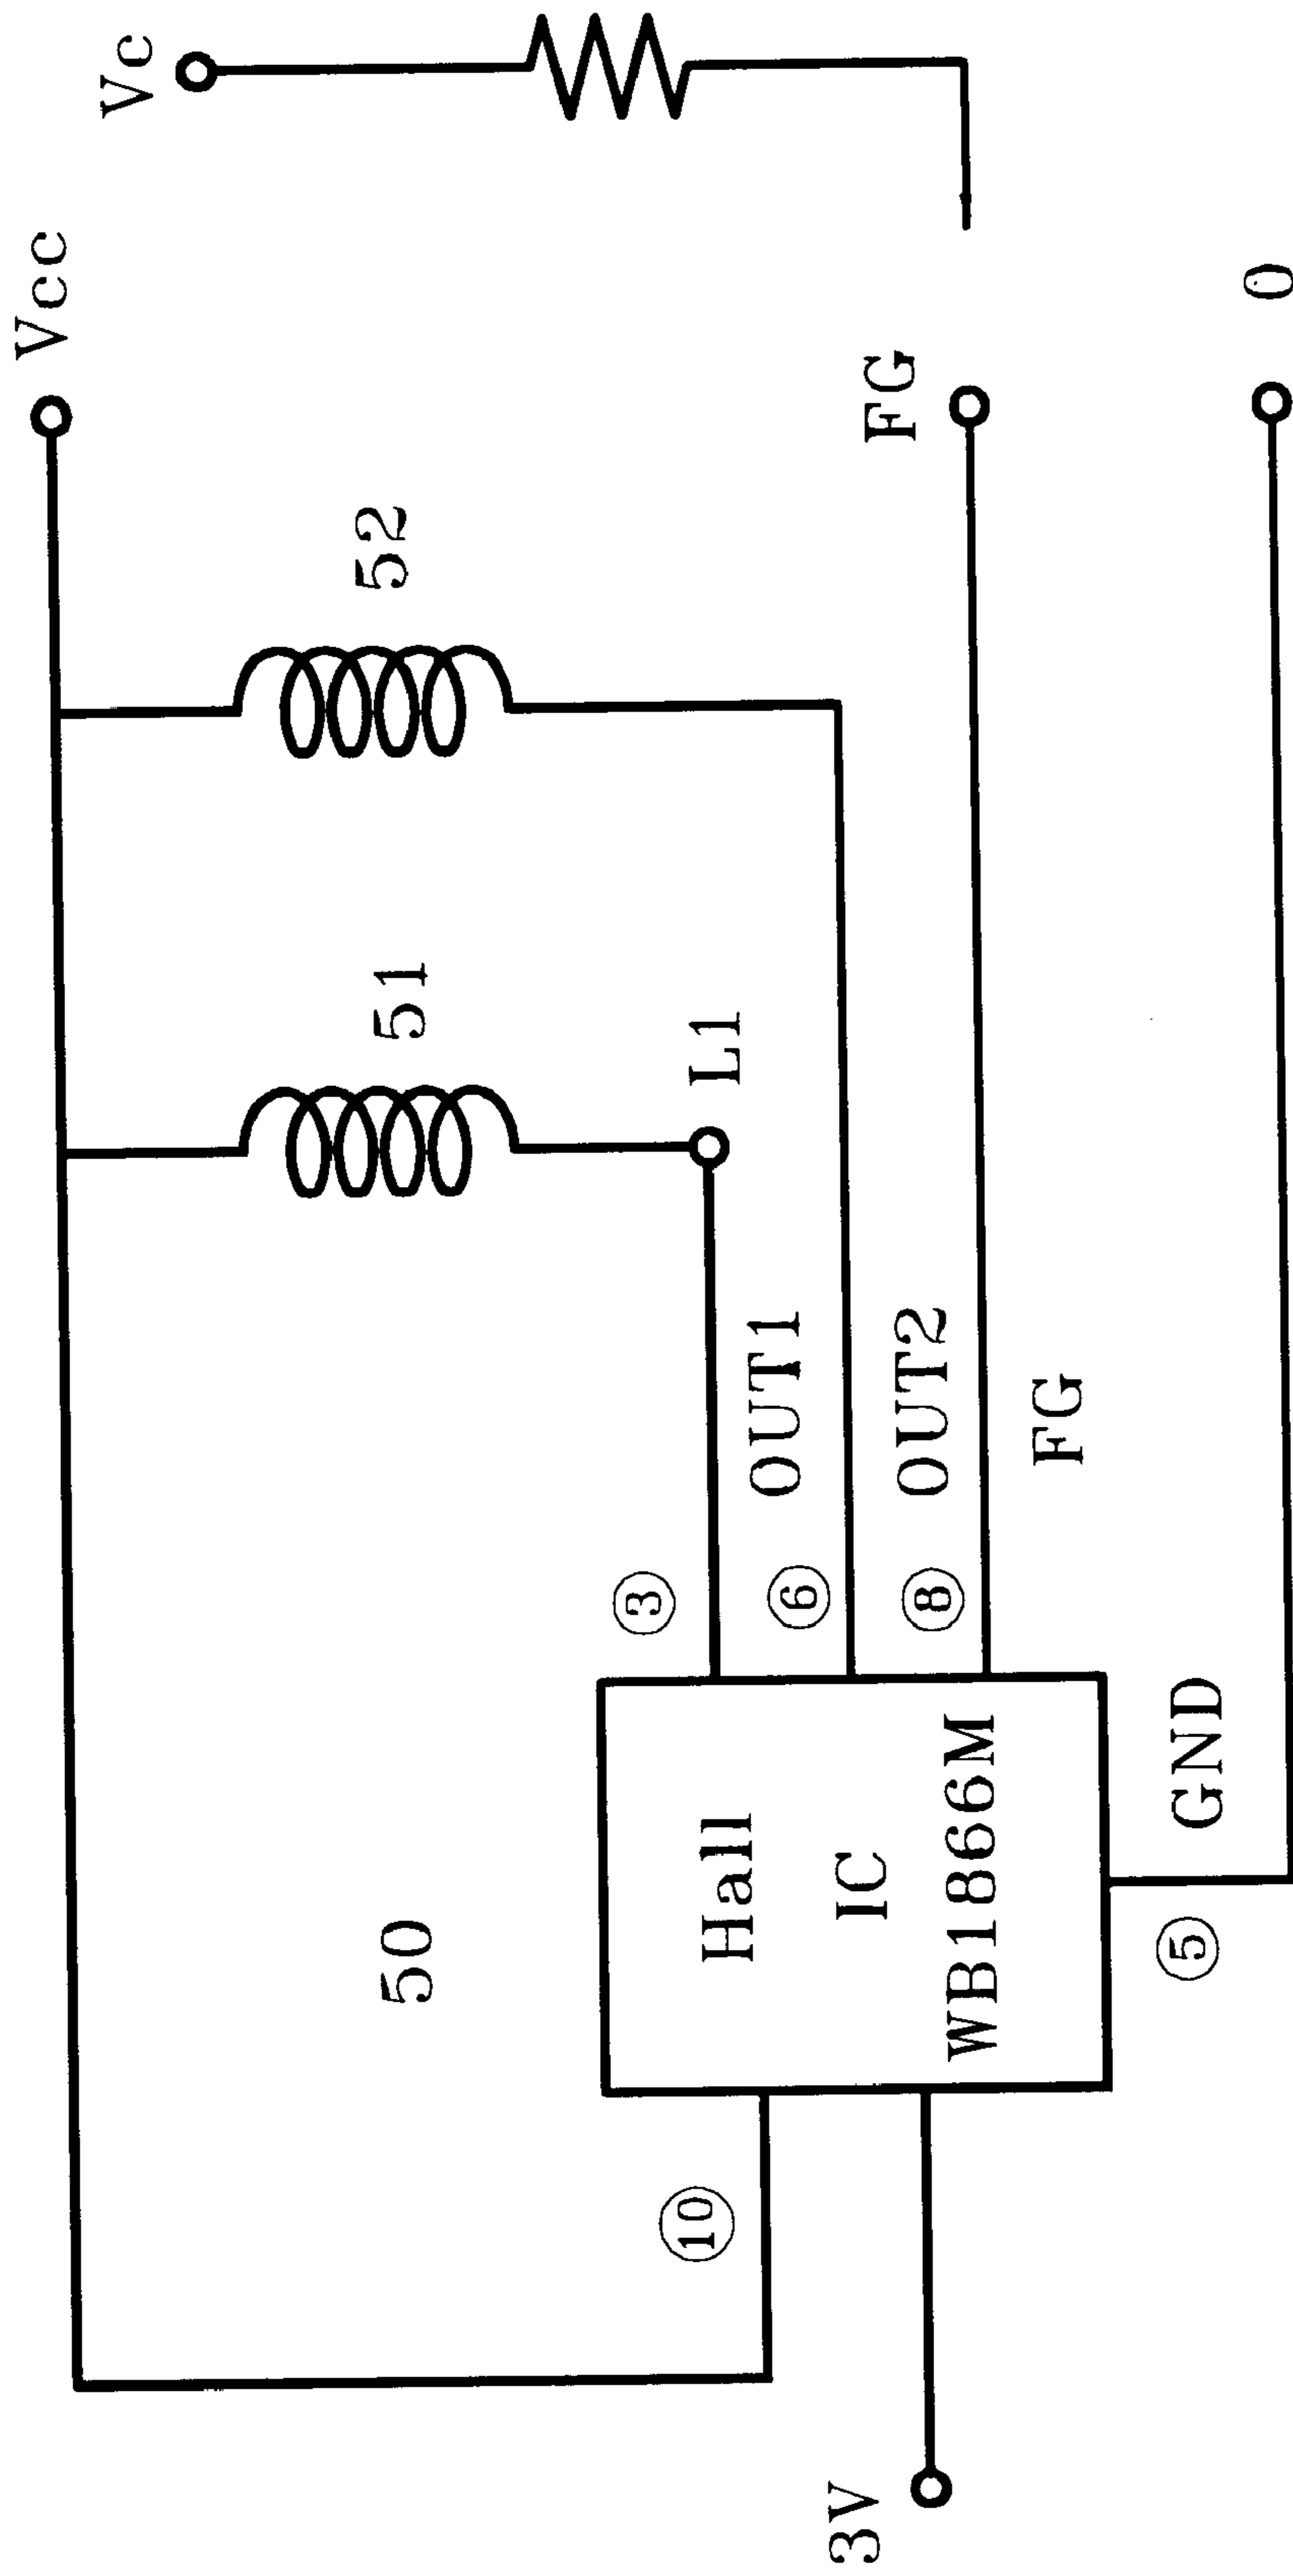 Vcc
Vc
50
51
52
10
3
L1
Hall
IC
WB1866M
OUT1
6
OUT2
8
FG
FG
3V
GND
5
0